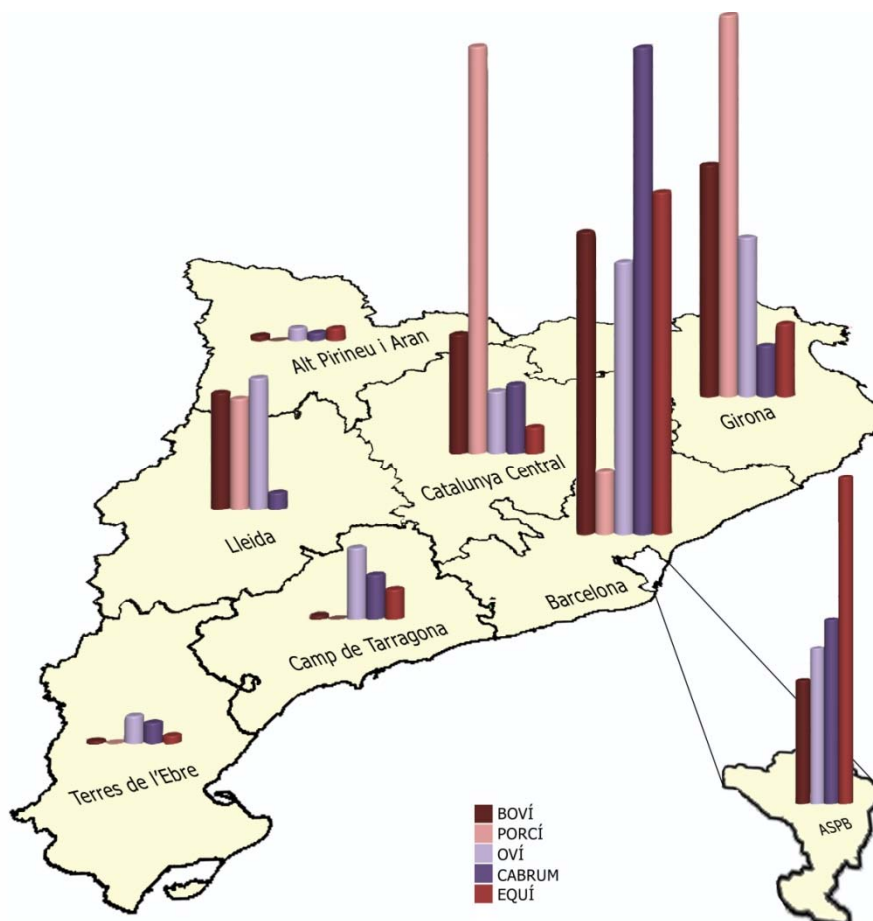 Alt Pirineu i Aran
Girona
Catalunya Central
Lleida
Barcelona
Camp de Tarragona
Terres de l'Ebre
ASPB
BOVÍ
PORCÍ
OVÍ
CABRUM
EQUÍ